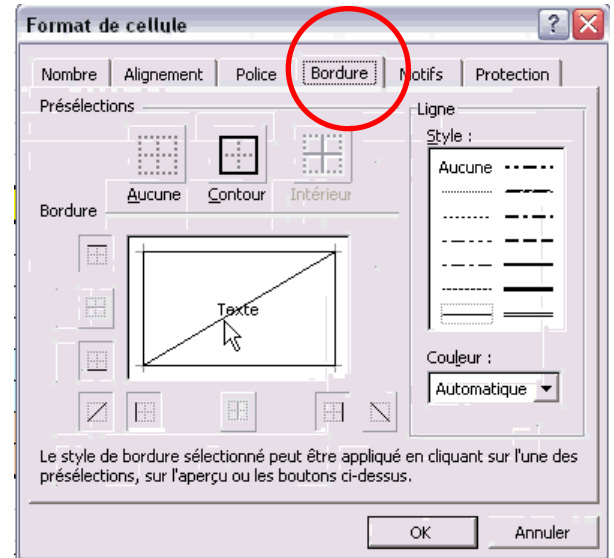 Format de cellule
Nombre Alignement Police Bordure Motifs Protection
Présélections
Aucune Contour Intérieur
Bordure
Texte
Ligne
Style :
Aucune
Couleur :
Automatique
Le style de bordure sélectionné peut être appliqué en cliquant sur l'une des
présélections, sur l'aperçu ou les boutons ci-dessus.
OK Annuler